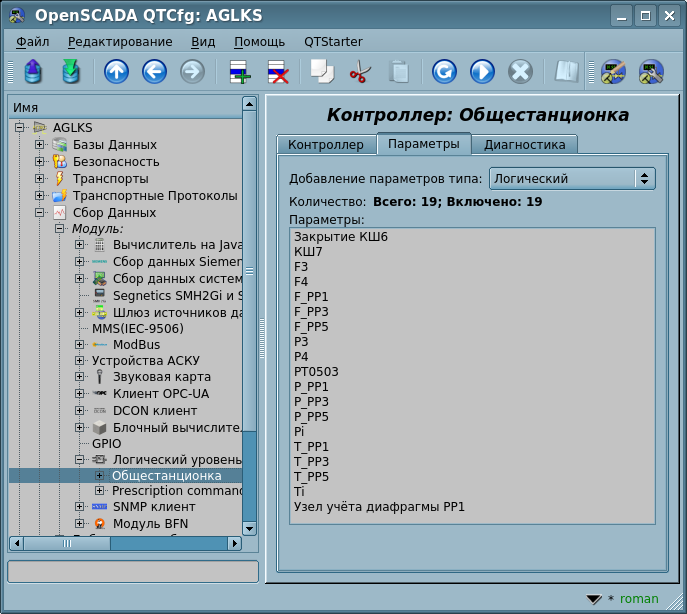 OpenSCADA QTCfg: AGLKS
Файл Редактирование Вид Помощь QTStarter
Имя
AGLKS
Базы Данных
Безопасность
Транспорты
Транспортные Протоколы
Сбор Данных
Модуль:
Вычислитель на Java
Сбор данных Siemen
Сбор данных систем
Segnetics SMH2Gi и S
Шлюз источников да
MMS(IEC-9506)
ModBus
Устройства АСКУ
Звуковая карта
Клиент OPC-UA
DCON клиент
Блочный вычислите
GPIO
Логический уровень
Общестанционка
Prescription command
SNMP клиент
Модуль BFN
Контроллер: Общестанционка
Контроллер Параметры Диагностика
Добавление параметров типа: Логический
Количество: Всего: 19; Включено: 19
Параметры:
Закрытие КШ6
КШ7
F3
F4
F_PP1
F_PP3
F_PP5
P3
P4
PT0503
P_PP1
P_PP3
P_PP5
Pi
T_PP1
T_PP3
T_PP5
Ti
Узел учёта диафрагмы PP1
* roman